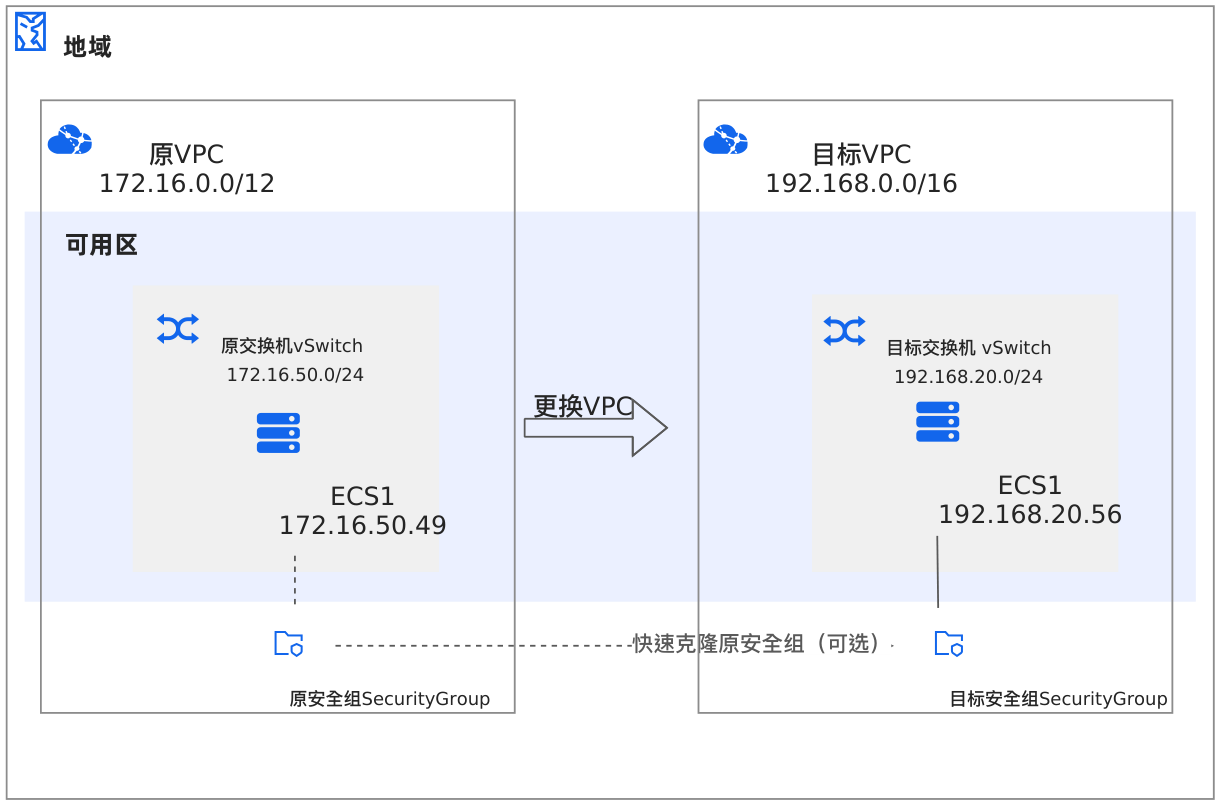 地域
原VPC
172.16.0.0/12
目标VPC
192.168.0.0/16
可用区
原交换机vSwitch
172.16.50.0/24
目标交换机 vSwitch
192.168.20.0/24
更换VPC
ECS1
172.16.50.49
ECS1
192.168.20.56
快速克隆原安全组（可选）
原安全组SecurityGroup
目标安全组SecurityGroup